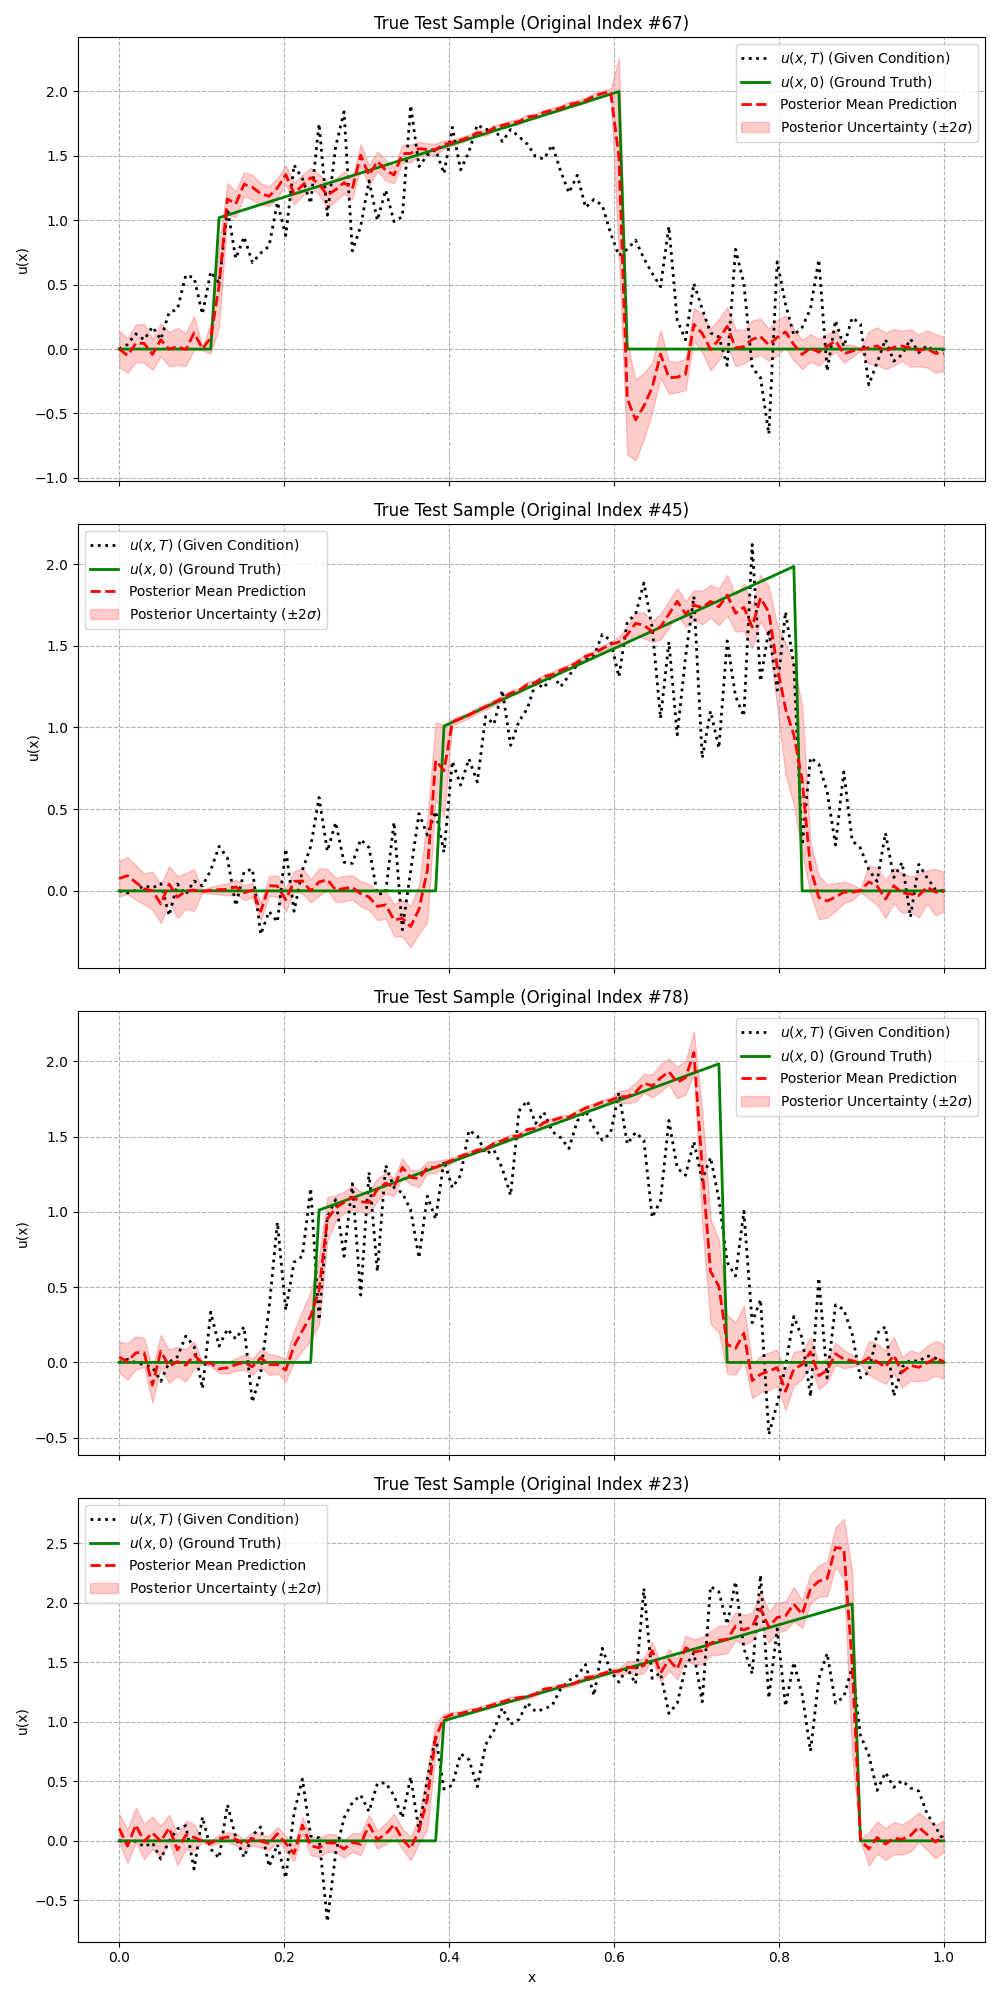 True Test Sample (Original Index #67)
u(x, T) (Given Condition)
u(x, 0) (Ground Truth)
Posterior Mean Prediction
Posterior Uncertainty (±2σ)
2.0
1.5
1.0
0.5
0.0
−0.5
−1.0
u(x)
True Test Sample (Original Index #45)
u(x, T) (Given Condition)
u(x, 0) (Ground Truth)
Posterior Mean Prediction
Posterior Uncertainty (±2σ)
2.0
1.5
1.0
0.5
0.0
u(x)
True Test Sample (Original Index #78)
u(x, T) (Given Condition)
u(x, 0) (Ground Truth)
Posterior Mean Prediction
Posterior Uncertainty (±2σ)
2.0
1.5
1.0
0.5
0.0
−0.5
u(x)
True Test Sample (Original Index #23)
u(x, T) (Given Condition)
u(x, 0) (Ground Truth)
Posterior Mean Prediction
Posterior Uncertainty (±2σ)
2.5
2.0
1.5
1.0
0.5
0.0
−0.5
u(x)
0.0 0.2 0.4 0.6 0.8 1.0
x